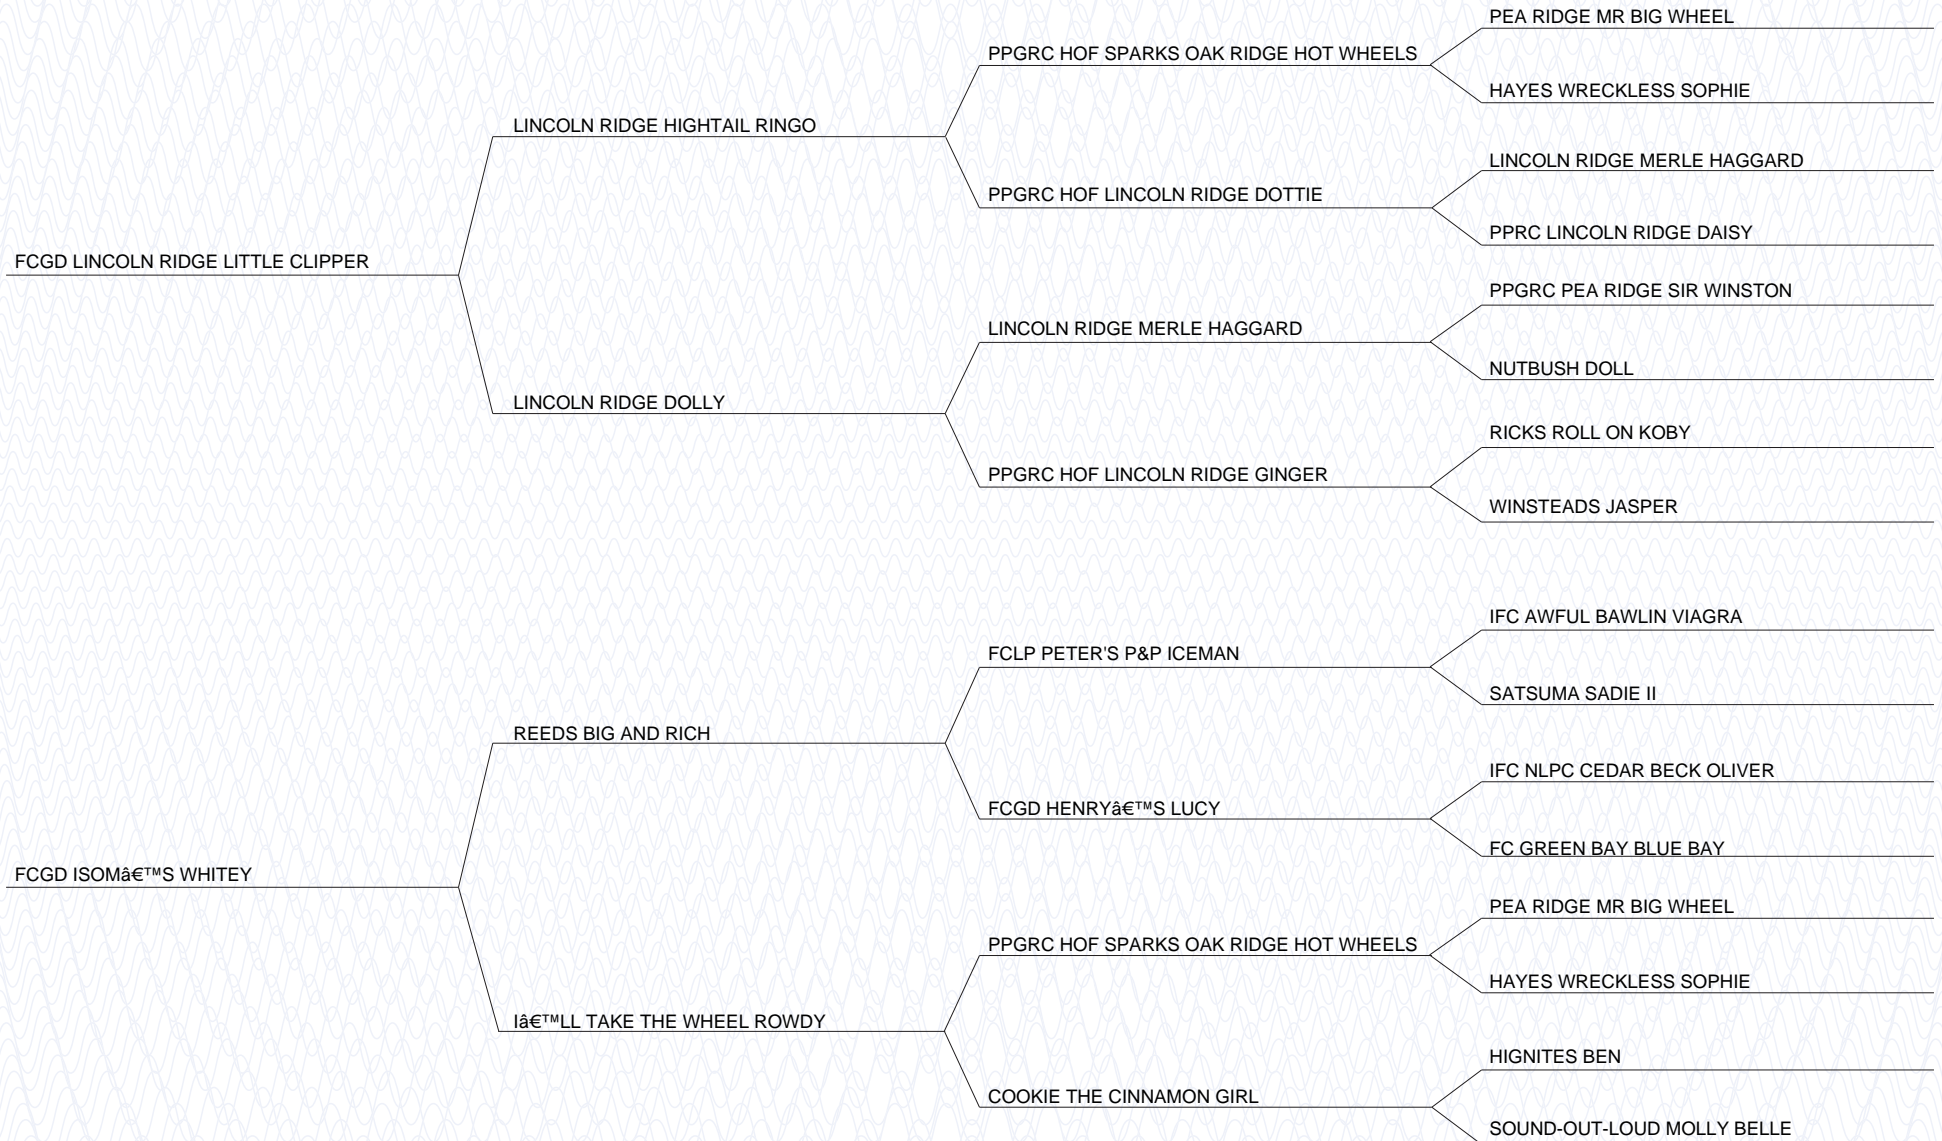 PEA RIDGE MR BIG WHEEL
PPGRC HOF SPARKS OAK RIDGE HOT WHEELS
HAYES WRECKLESS SOPHIE
LINCOLN RIDGE HIGHTAIL RINGO
LINCOLN RIDGE MERLE HAGGARD
PPGRC HOF LINCOLN RIDGE DOTTIE
PPRC LINCOLN RIDGE DAISY
FCGD LINCOLN RIDGE LITTLE CLIPPER
PPGRC PEA RIDGE SIR WINSTON
LINCOLN RIDGE MERLE HAGGARD
NUTBUSH DOLL
LINCOLN RIDGE DOLLY
RICKS ROLL ON KOBY
PPGRC HOF LINCOLN RIDGE GINGER
WINSTEADS JASPER
IFC AWFUL BAWLIN VIAGRA
FCLP PETER'S P&P ICEMAN
SATSUMA SADIE II
REEDS BIG AND RICH
IFC NLPC CEDAR BECK OLIVER
FCGD HENRYâ€™S LUCY
FC GREEN BAY BLUE BAY
FCGD ISOMâ€™S WHITEY
PEA RIDGE MR BIG WHEEL
PPGRC HOF SPARKS OAK RIDGE HOT WHEELS
HAYES WRECKLESS SOPHIE
Iâ€™LL TAKE THE WHEEL ROWDY
HIGNITES BEN
COOKIE THE CINNAMON GIRL
SOUND-OUT-LOUD MOLLY BELLE